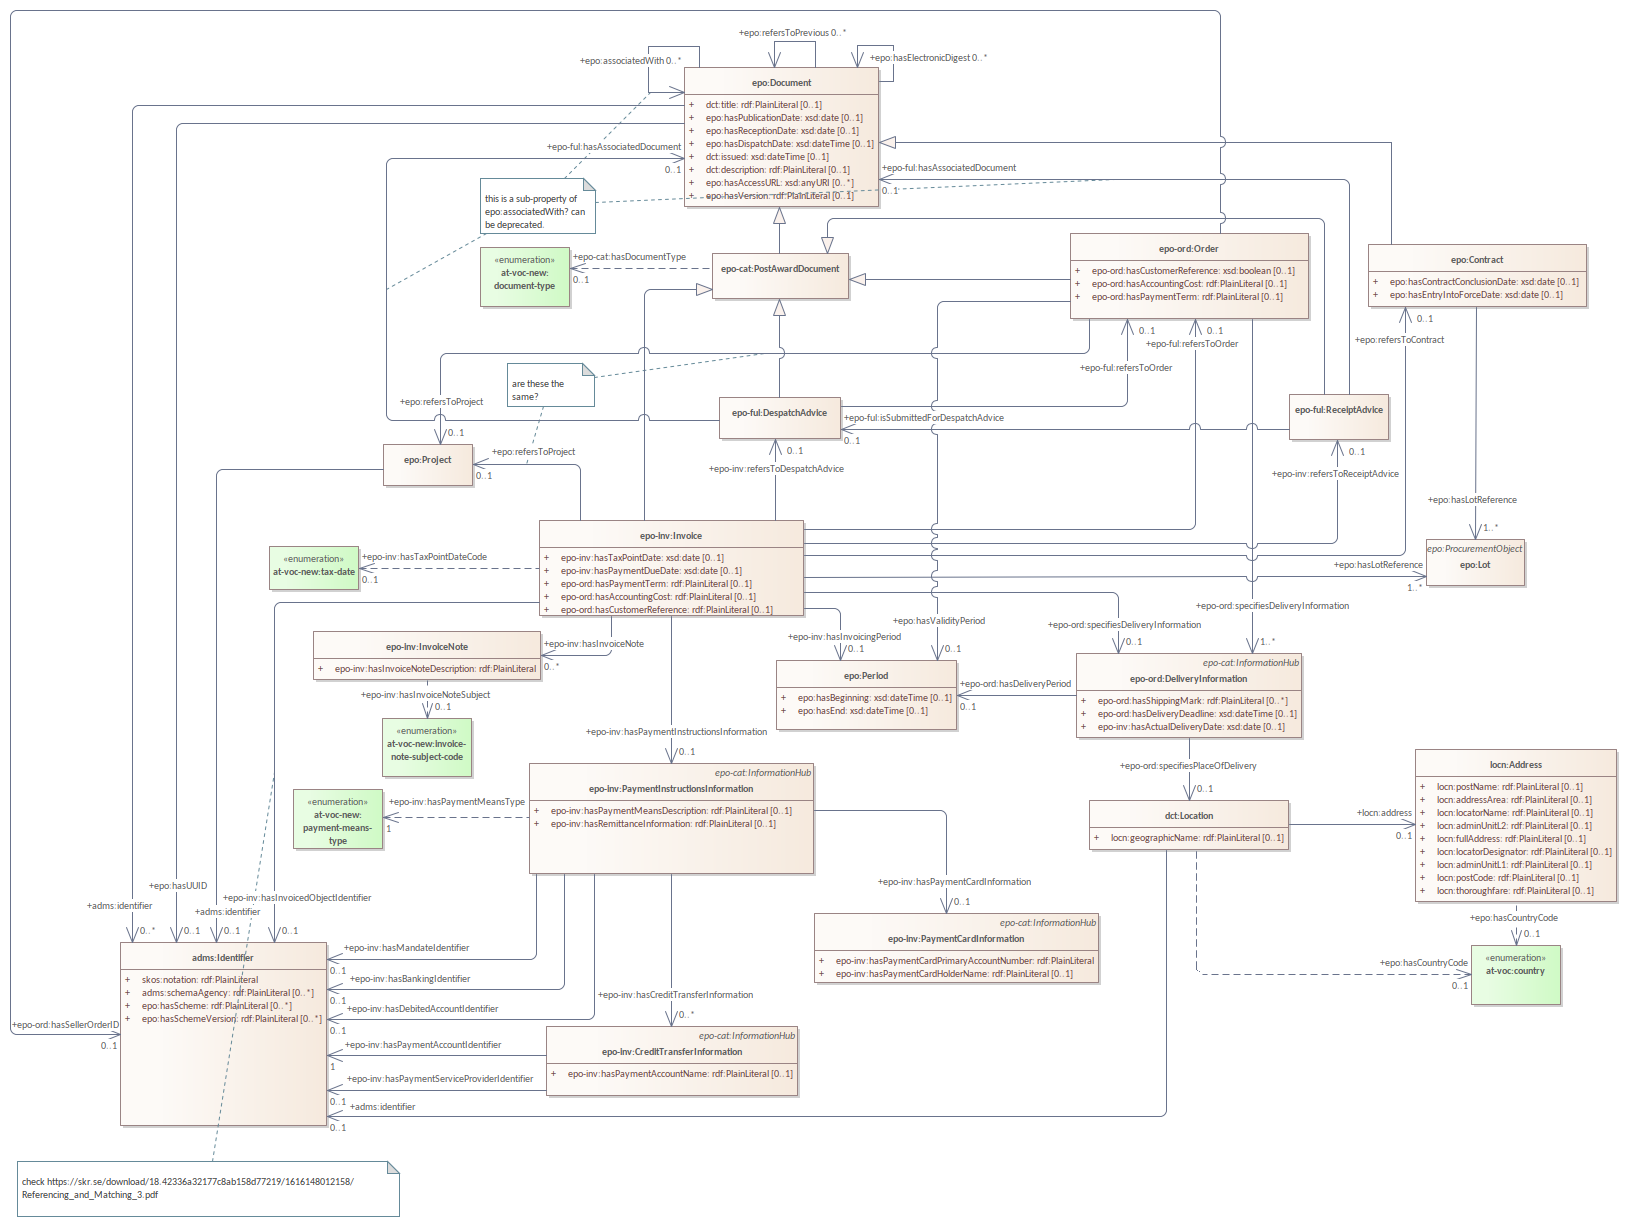 +epo:refersToPrevious 0..*
+epo:associatedWith 0..*
+epo:hasElectronicDigest 0..*
epo:Document
+ dct:title: rdf:PlainLiteral [0..1]
+ epo:hasPublicationDate: xsd:date [0..1]
+ epo:hasReceptionDate: xsd:date [0..1]
+ epo:hasDispatchDate: xsd:dateTime [0..1]
+ dct:issued: xsd:dateTime [0..1]
+ dct:description: rdf:PlainLiteral [0..1]
+ epo:hasAccessURL: xsd:anyURI [0..*]
+ epo:hasVersion: rdf:PlainLiteral [0..1]
+epo-ful:hasAssociatedDocument
0..1
+epo-ful:hasAssociatedDocument
0..1
this is a sub-property of
epo:associatedWith? can
be deprecated.
«enumeration»
at-voc-new:
document-type
+epo-cat:hasDocumentType
0..1
epo-cat:PostAwardDocument
epo-ord:Order
+ epo-ord:hasCustomerReference: xsd:boolean [0..1]
+ epo-ord:hasAccountingCost: rdf:PlainLiteral [0..1]
+ epo-ord:hasPaymentTerm: rdf:PlainLiteral [0..1]
epo:Contract
+ epo:hasContractConclusionDate: xsd:date [0..1]
+ epo:hasEntryIntoForceDate: xsd:date [0..1]
0..1
0..1
0..1
+epo-ful:refersToOrder
+epo:refersToContract
+epo-ful:refersToOrder
are these the
same?
+epo:refersToProject
0..1
epo-ful:DespatchAdvice
+epo-ful:isSubmittedForDespatchAdvice
0..1
epo-ful:ReceiptAdvice
0..1
0..1
epo:Project
+epo:refersToProject
0..1
+epo-inv:refersToDespatchAdvice
+epo-inv:refersToReceiptAdvice
+epo:hasLotReference
1..*
epo-inv:Invoice
+ epo-inv:hasTaxPointDate: xsd:date [0..1]
+ epo-inv:hasPaymentDueDate: xsd:date [0..1]
+ epo-ord:hasPaymentTerm: rdf:PlainLiteral [0..1]
+ epo-ord:hasAccountingCost: rdf:PlainLiteral [0..1]
+ epo-ord:hasCustomerReference: rdf:PlainLiteral [0..1]
epo:ProcurementObject
epo:Lot
+epo:hasLotReference
1..*
«enumeration»
at-voc-new:tax-date
+epo-inv:hasTaxPointDateCode
0..1
+epo-ord:specifiesDeliveryInformation
1..*
+epo-ord:specifiesDeliveryInformation
0..1
+epo:hasValidityPeriod
0..1
+epo-inv:hasInvoicingPeriod
0..1
epo-inv:InvoiceNote
+ epo-inv:hasInvoiceNoteDescription: rdf:PlainLiteral
+epo-inv:hasInvoiceNote
0..*
epo:Period
+ epo:hasBeginning: xsd:dateTime [0..1]
+ epo:hasEnd: xsd:dateTime [0..1]
+epo-ord:hasDeliveryPeriod
0..1
epo-cat:InformationHub
epo-ord:DeliveryInformation
+ epo-ord:hasShippingMark: rdf:PlainLiteral [0..*]
+ epo-ord:hasDeliveryDeadline: xsd:dateTime [0..1]
+ epo-inv:hasActualDeliveryDate: xsd:date [0..1]
+epo-inv:hasInvoiceNoteSubject
0..1
«enumeration»
at-voc-new:invoice-
note-subject-code
+epo-inv:hasPaymentInstructionsInformation
0..1
+epo-ord:specifiesPlaceOfDelivery
0..1
epo-cat:InformationHub
epo-inv:PaymentInstructionsInformation
+ epo-inv:hasPaymentMeansDescription: rdf:PlainLiteral [0..1]
+ epo-inv:hasRemittanceInformation: rdf:PlainLiteral [0..1]
«enumeration»
at-voc-new:
payment-means-
type
+epo-inv:hasPaymentMeansType
1
dct:Location
+ locn:geographicName: rdf:PlainLiteral [0..1]
+locn:address
0..1
locn:Address
+ locn:postName: rdf:PlainLiteral [0..1]
+ locn:addressArea: rdf:PlainLiteral [0..1]
+ locn:locatorName: rdf:PlainLiteral [0..1]
+ locn:adminUnitL2: rdf:PlainLiteral [0..1]
+ locn:fullAddress: rdf:PlainLiteral [0..1]
+ locn:locatorDesignator: rdf:PlainLiteral [0..1]
+ locn:adminUnitL1: rdf:PlainLiteral [0..1]
+ locn:postCode: rdf:PlainLiteral [0..1]
+ locn:thoroughfare: rdf:PlainLiteral [0..1]
+epo:hasCountryCode
0..1
+epo:hasCountryCode
0..1
«enumeration»
at-voc:country
+epo-inv:hasPaymentCardInformation
0..1
epo-cat:InformationHub
epo-inv:PaymentCardInformation
+ epo-inv:hasPaymentCardPrimaryAccountNumber: rdf:PlainLiteral
+ epo-inv:hasPaymentCardHolderName: rdf:PlainLiteral [0..1]
+epo:hasUUID
+epo-inv:hasInvoicedObjectIdentifier
+adms:identifier
+adms:identifier
0..*
0..1
0..1
0..1
adms:Identifier
+ skos:notation: rdf:PlainLiteral
+ adms:schemaAgency: rdf:PlainLiteral [0..*]
+ epo:hasScheme: rdf:PlainLiteral [0..*]
+ epo:hasSchemeVersion: rdf:PlainLiteral [0..*]
+epo-ord:hasSellerOrderID
0..1
+epo-inv:hasMandateIdentifier
0..1
+epo-inv:hasBankingIdentifier
0..1
+epo-inv:hasDebitedAccountIdentifier
0..1
+epo-inv:hasCreditTransferInformation
0..*
epo-cat:InformationHub
epo-inv:CreditTransferInformation
+ epo-inv:hasPaymentAccountName: rdf:PlainLiteral [0..1]
+epo-inv:hasPaymentAccountIdentifier
1
+epo-inv:hasPaymentServiceProviderIdentifier
0..1
+adms:identifier
0..1
check https://skr.se/download/18.42336a32177c8ab158d77219/1616148012158/
Referencing_and_Matching_3.pdf